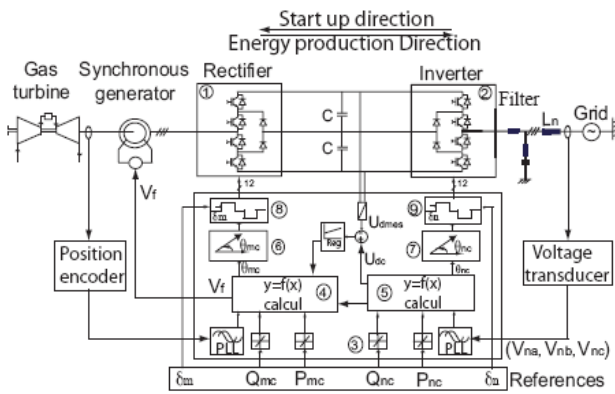 Start up direction
Energy production Direction
Gas turbine
Synchronous generator
Rectifier
Inverter
Filter
Grid
①
②
Ln
C
C
12
12
Vf
δm
⑧
δn
⑨
Udmes
Reg
Udc
θmc
⑥
θnc
⑦
θmc
θnc
Position encoder
Voltage transducer
Vf
y=f(x) calcul
④
⑤
y=f(x) calcul
PLL
③
PLL
(Vna, Vnb, Vnc)
δm
Qmc
Pmc
Qnc
Pnc
δn
References